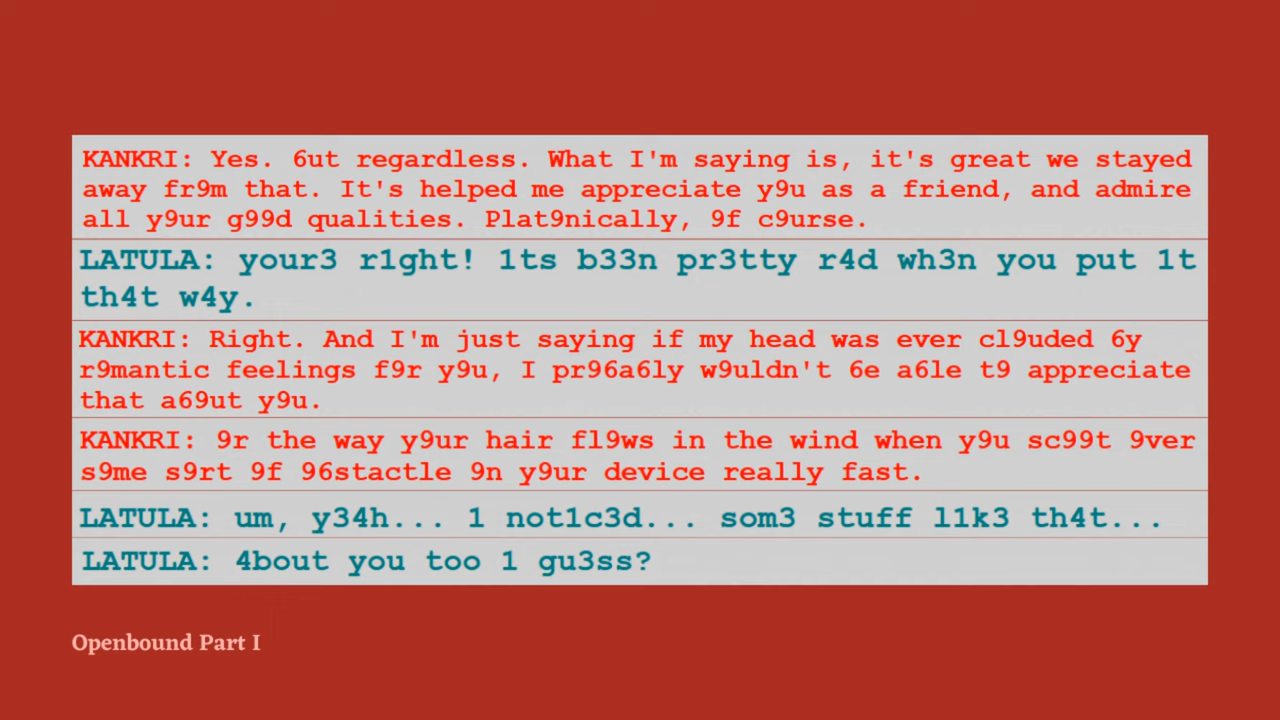 KANKRI: Yes. 6ut regardless. What I'm saying is, it's great we stayed
away fr9m that. It's helped me appreciate y9u as a friend, and admire
all y9ur g99d qualities. Plat9nically, 9f c9urse.
LATULA: your3 r1ght! 1ts b33n pr3tty r4d wh3n you put 1t
th4t w4y.
KANKRI: Right. And I'm just saying if my head was ever cl9uded 6y
r9mantic feelings f9r y9u, I pr96a6ly w9uldn't 6e a6le t9 appreciate
that a69ut y9u.
KANKRI: 9r the way y9ur hair fl9ws in the wind when y9u sc99t 9ver
s9me s9rt 9f 96stactle 9n y9ur device really fast.
LATULA: um, y34h... 1 not1c3d... som3 stuff l1k3 th4t...
LATULA: 4bout you too 1 gu3ss?
Openbound Part I